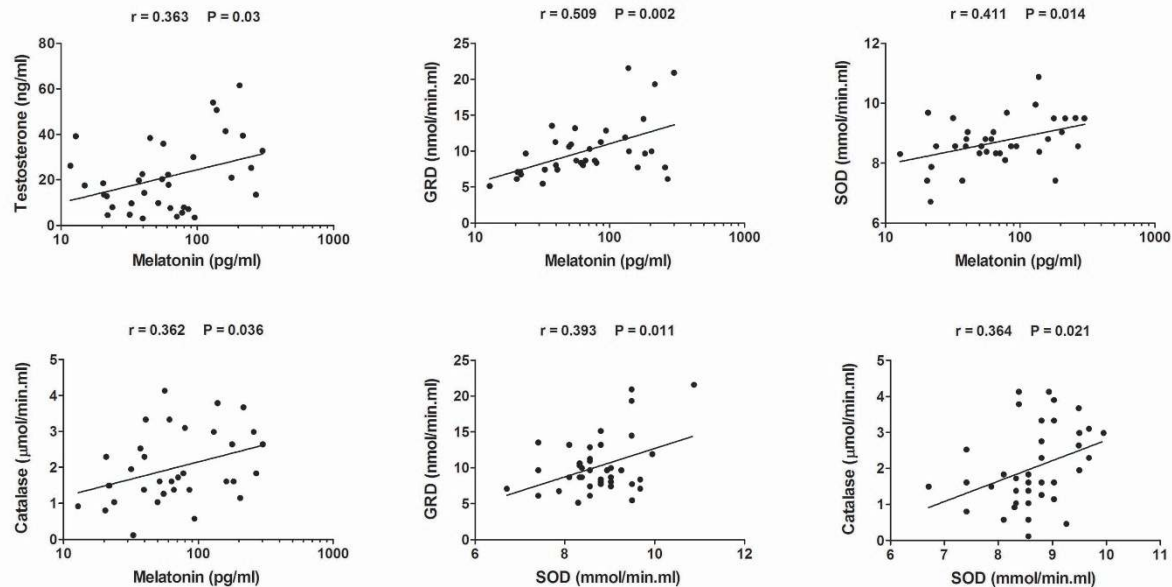 r = 0.363 P = 0.03
Testosterone (ng/ml)
80
60
40
20
0
10 100 1000
Melatonin (pg/ml)
r = 0.509 P = 0.002
GRD (nmol/min.ml)
25
20
15
10
5
0
10 100 1000
Melatonin (pg/ml)
r = 0.411 P = 0.014
SOD (mmol/min.ml)
12
10
8
6
10 100 1000
Melatonin (pg/ml)
r = 0.362 P = 0.036
Catalase (μmol/min.ml)
5
4
3
2
1
0
10 100 1000
Melatonin (pg/ml)
r = 0.393 P = 0.011
GRD (nmol/min.ml)
25
20
15
10
5
0
6 8 10 12
SOD (mmol/min.ml)
r = 0.364 P = 0.021
Catalase (μmol/min.ml)
5
4
3
2
1
0
6 7 8 9 10 11
SOD (mmol/min.ml)